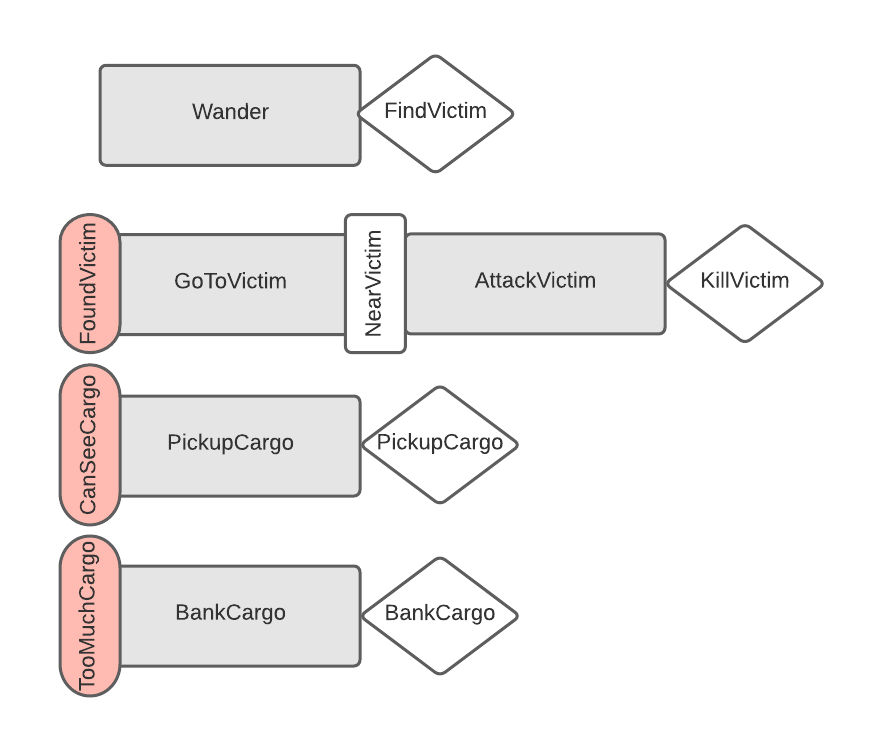 Wander
FindVictim
FoundVictim
GoToVictim
NearVictim
AttackVictim
KillVictim
CanSeeCargo
PickupCargo
PickupCargo
TooMuchCargo
BankCargo
BankCargo